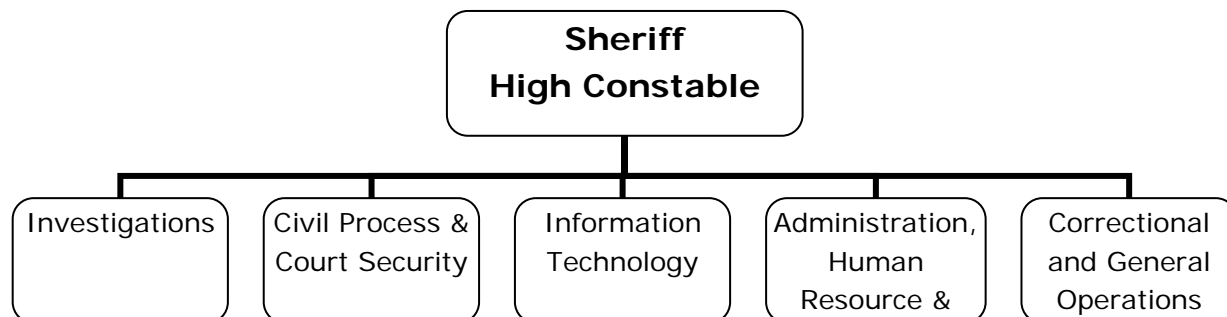 Sheriff
High Constable
Investigations
Civil Process &
Court Security
Information
Technology
Administration,
Human
Resource &
Correctional
and General
Operations